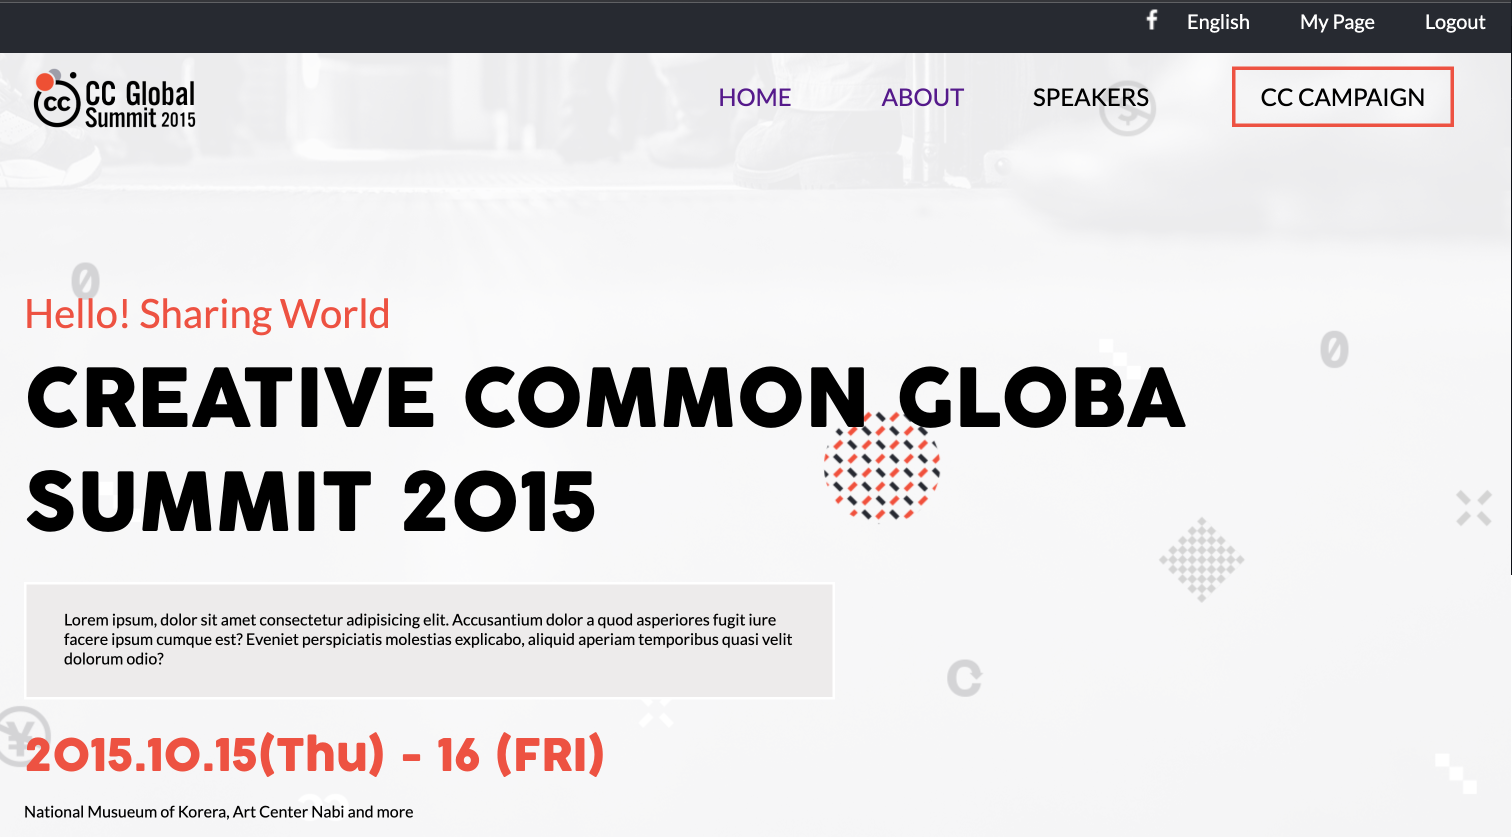 f English My Page Logout
cc CC Global
Summit 2015
HOME ABOUT SPEAKERS CC CAMPAIGN
Hello! Sharing World
CREATIVE COMMON GLOBA
SUMMIT 2015
Lorem ipsum, dolor sit amet consectetur adipisicing elit. Accusantium dolor a quod asperiores fugit iure
facere ipsum cumque est? Eveniet perspiciatis molestias explicabo, aliquid aperiam temporibus quasi velit
dolorum odio?
2015.10.15(Thu) - 16 (FRI)
National Musueum of Korera, Art Center Nabi and more